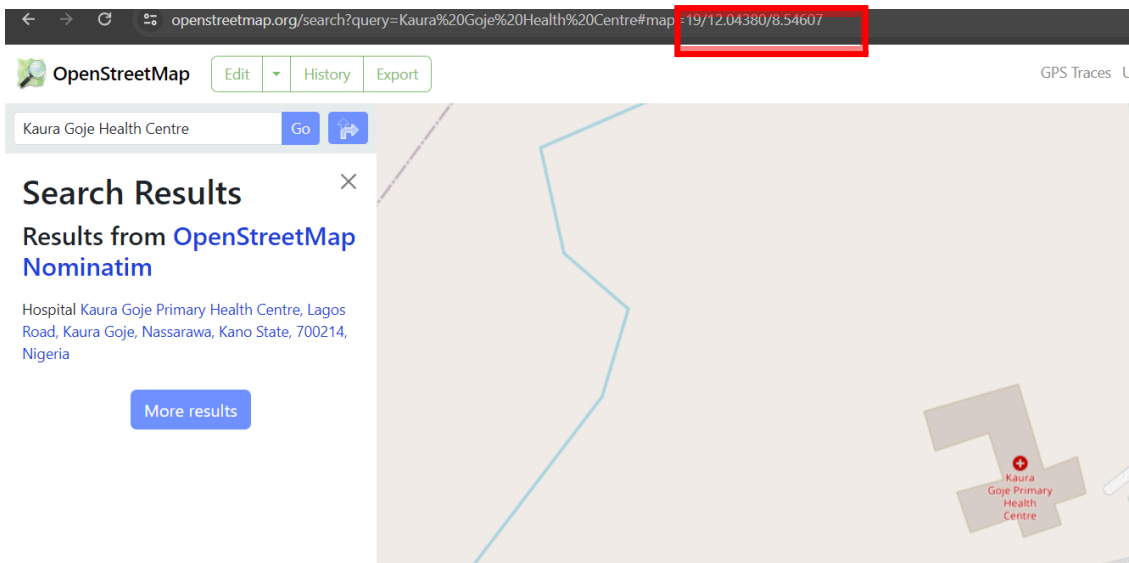 openstreetmap.org/search?query=Kaura%20Goje%20Health%20Centre#map=19/12.04380/8.54607
OpenStreetMap
Edit
History
Export
GPS Traces
Kaura Goje Health Centre
Go
Search Results
Results from OpenStreetMap
Nominatim
Hospital Kaura Goje Primary Health Centre, Lagos
Road, Kaura Goje, Nassarawa, Kano State, 700214,
Nigeria
More results
Kaura
Goje Primary
Health
Centre